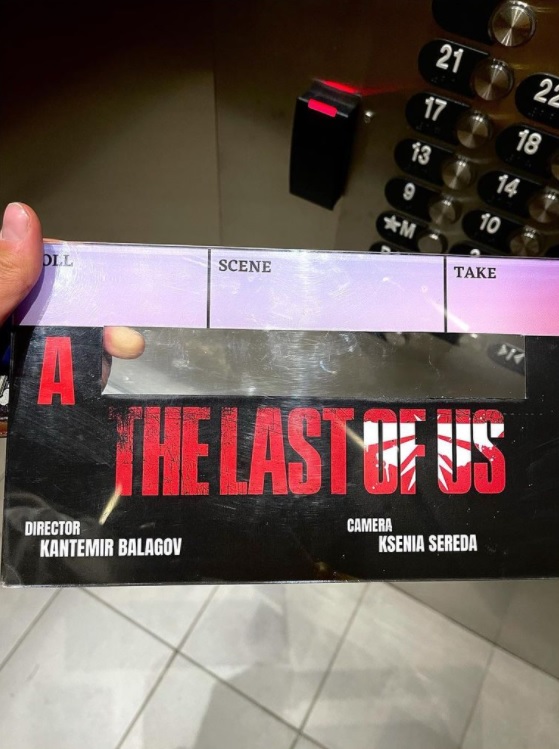 21
22
17
18
13
14
9
10
★M
OLL
SCENE
TAKE
A
THE LAST OF US
DIRECTOR
KANTEMIR BALAGOV
CAMERA
KSENIA SEREDA